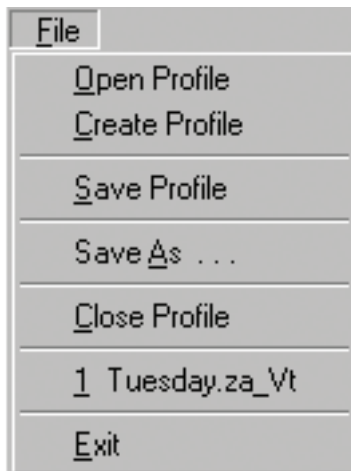 File
Open Profile
Create Profile
Save Profile
Save As . . .
Close Profile
1 Tuesday.za_Vt
Exit